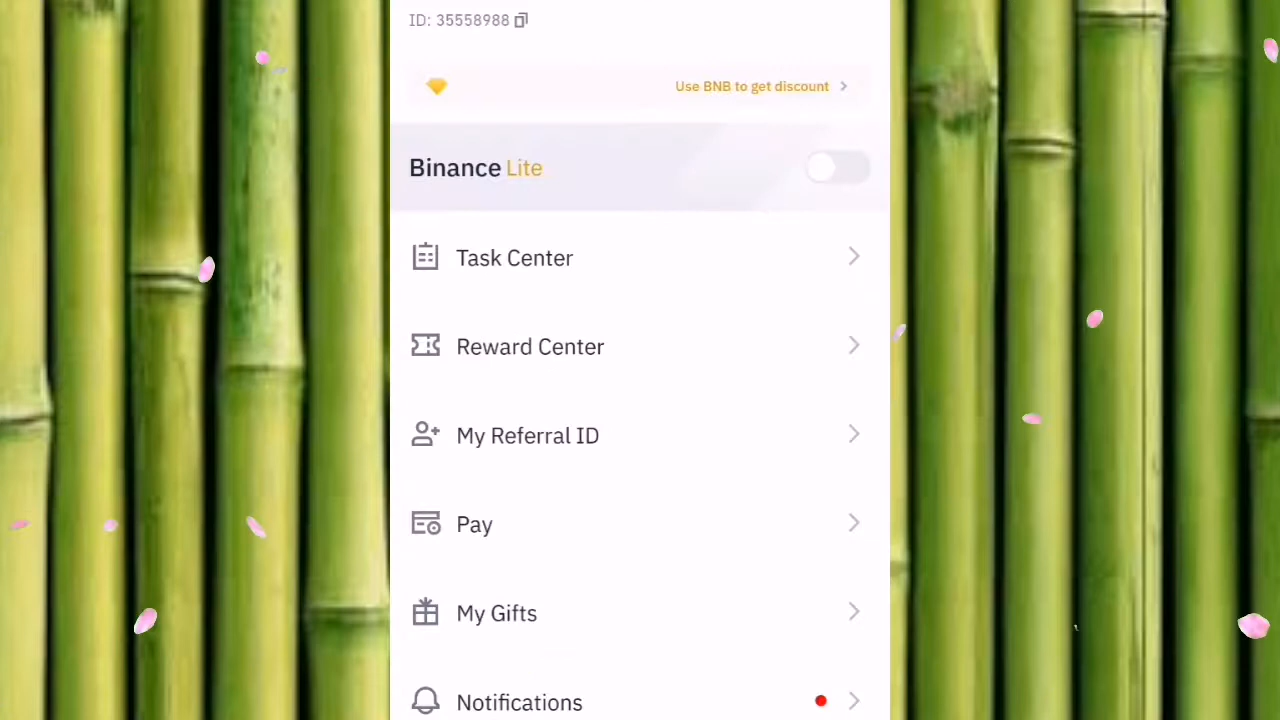 ID: 35558988
Use BNB to get discount
Binance Lite
Task Center
Reward Center
My Referral ID
Pay
My Gifts
Notifications